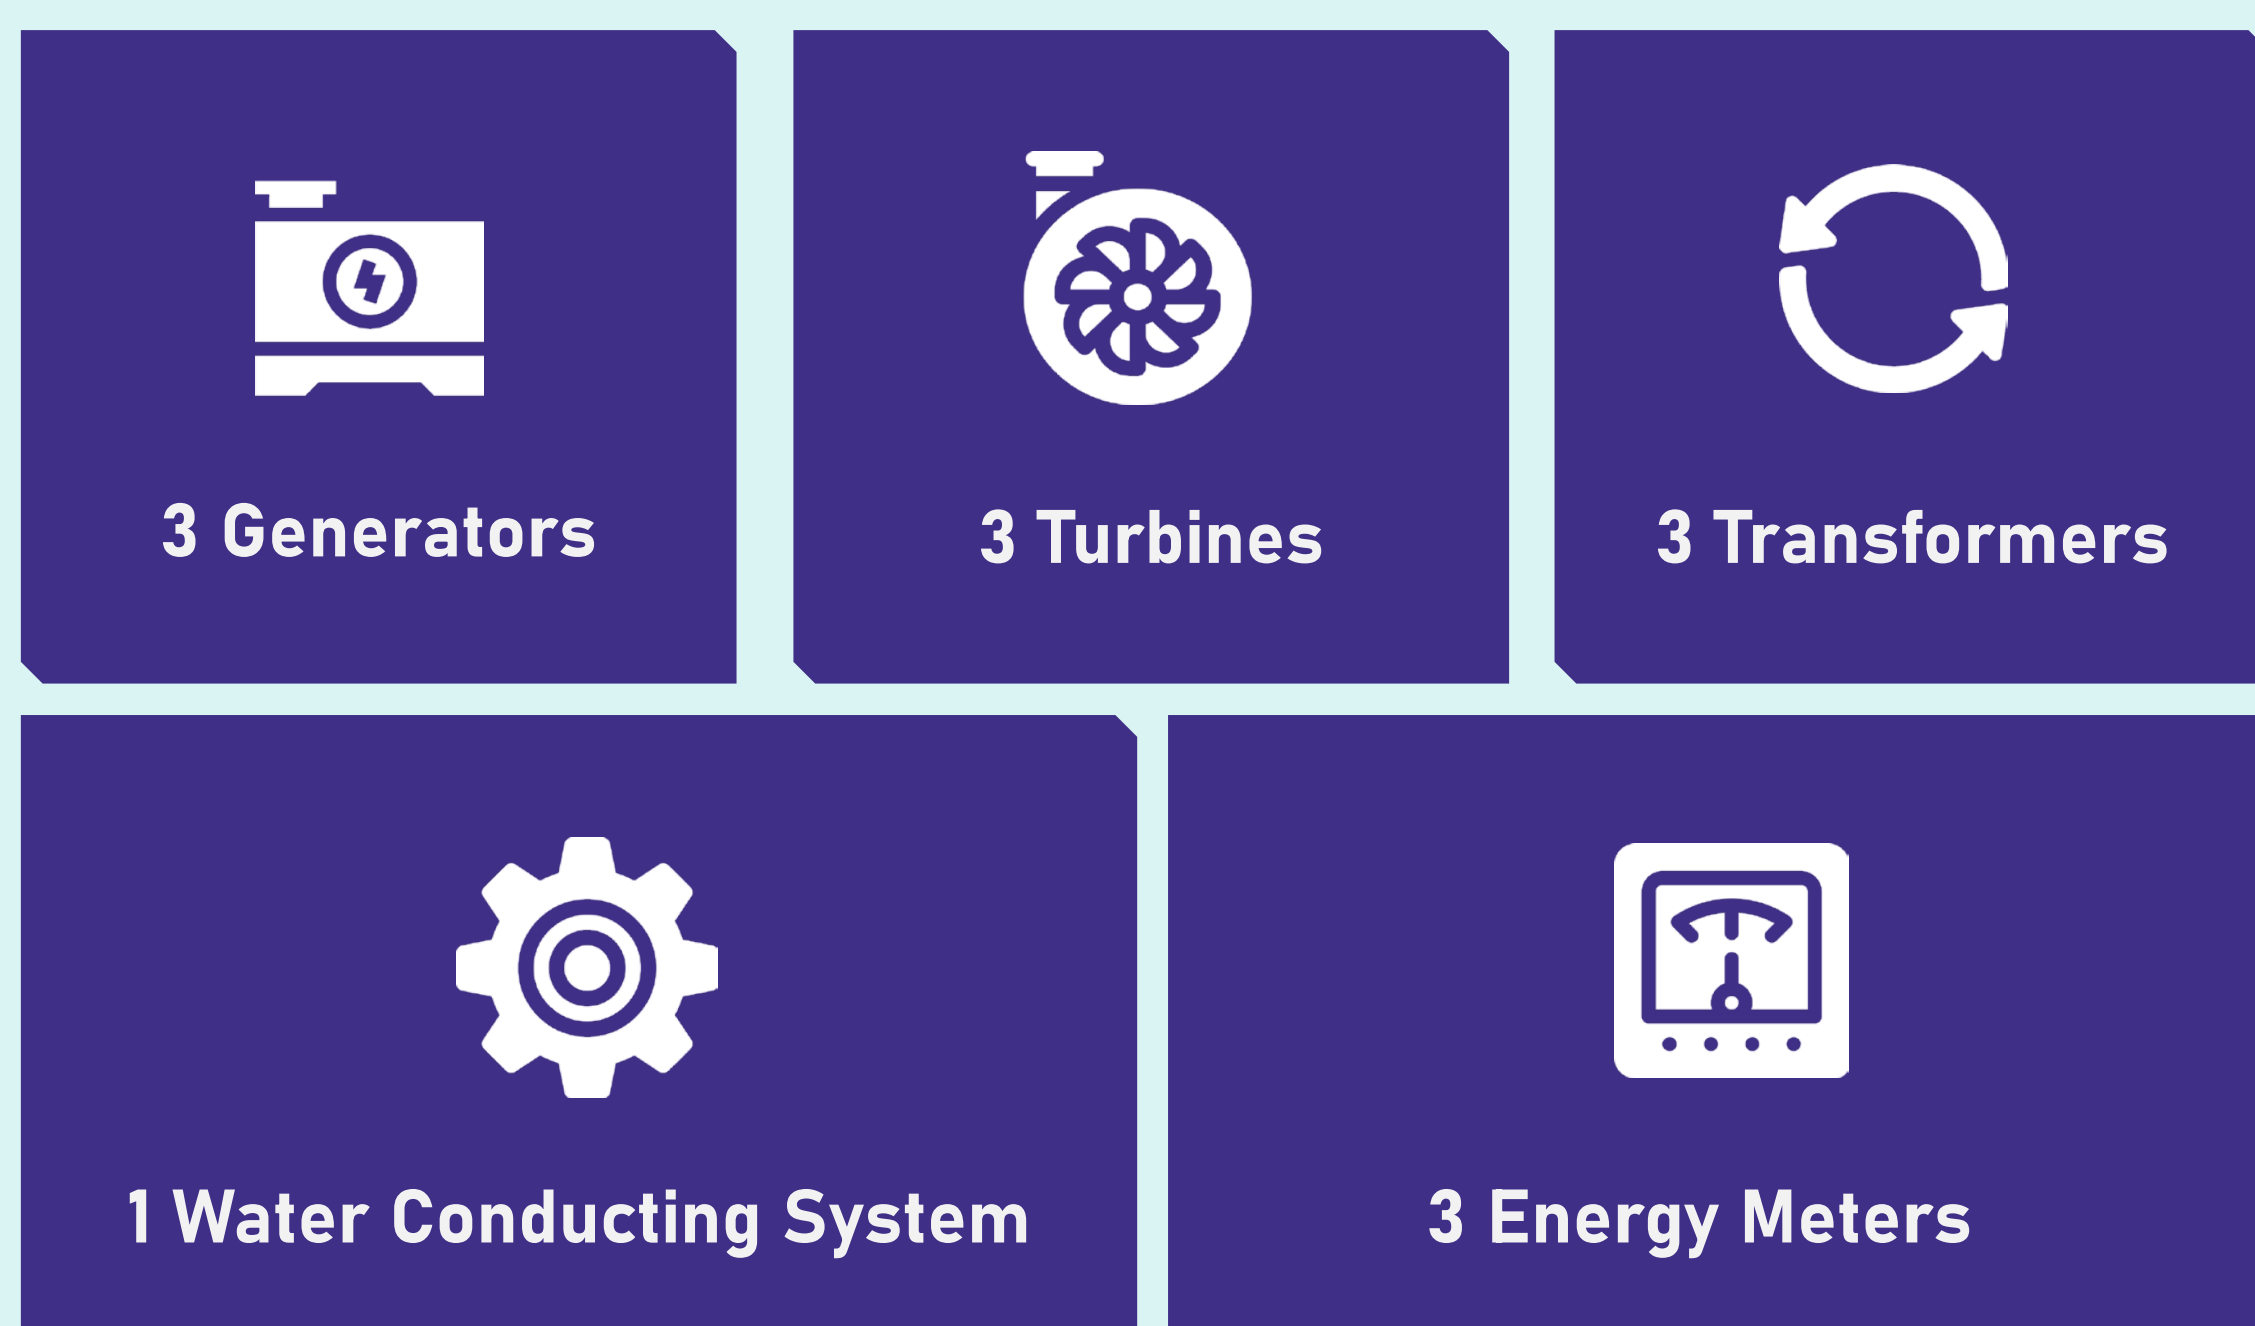 3 Generators
3 Turbines
3 Transformers
1 Water Conducting System
3 Energy Meters